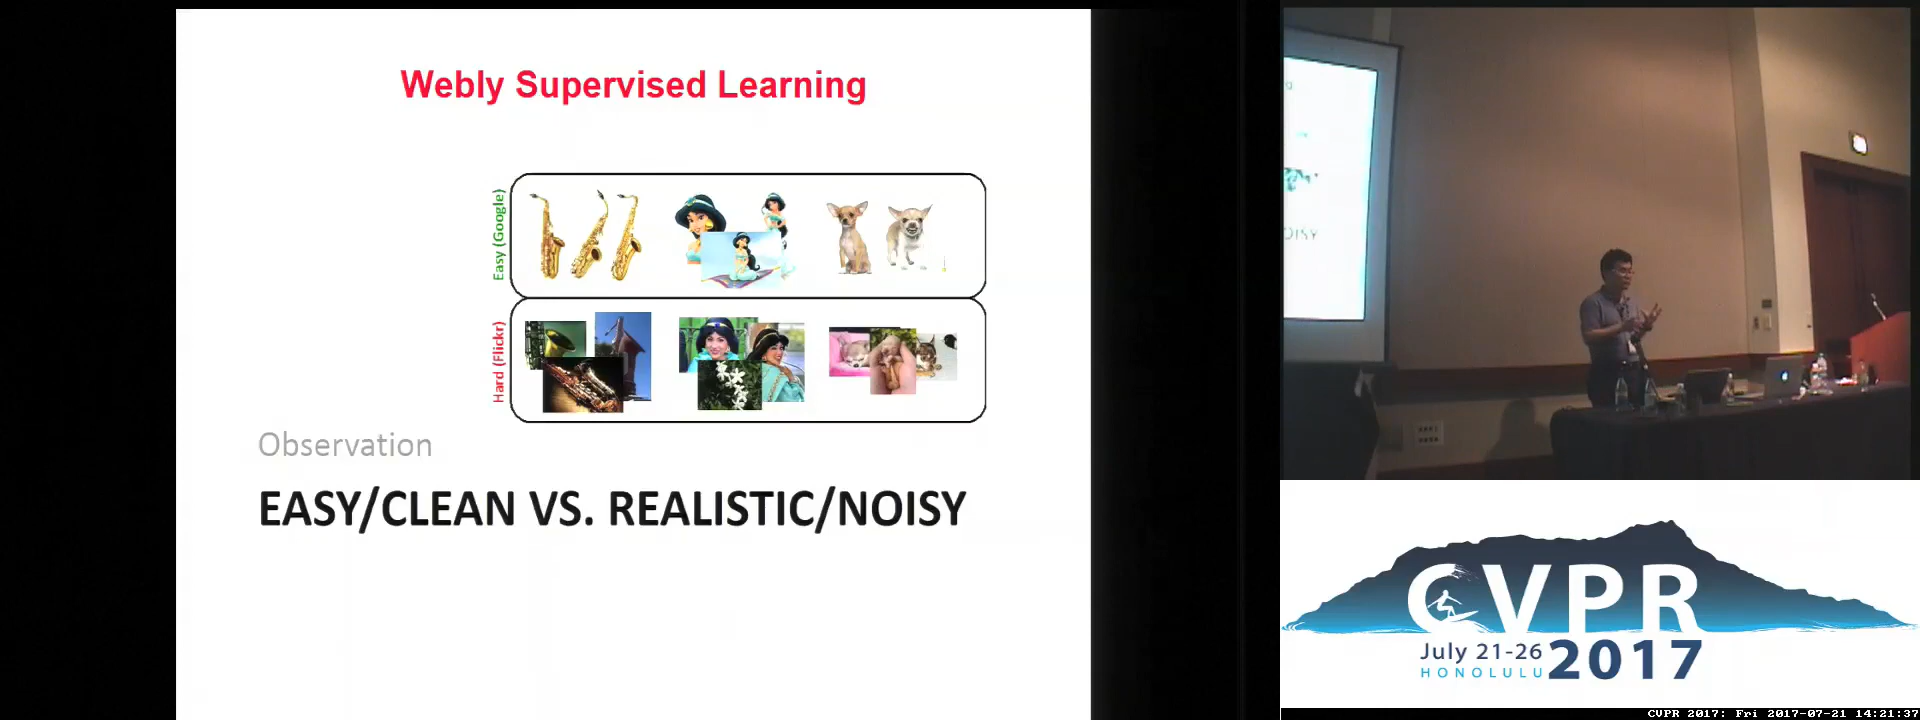 Webly Supervised Learning
Easy (Google)
Hard (Flickr)
Observation
EASY/CLEAN VS. REALISTIC/NOISY
CVPR
July 21-26
HONOLULU
2017
CVPR 2017: Fri 2017-07-21 14:21:37